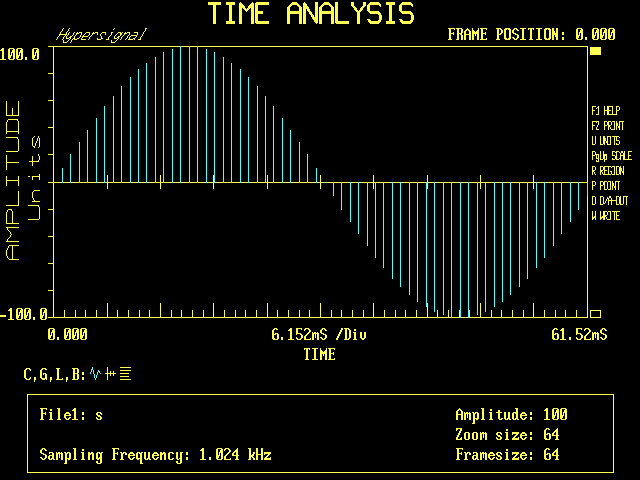 TIME ANALYSIS
Hypersignal
FRAME POSITION: 0.000
100.0
AMPLITUDE
Units
-100.0
F1 HELP
F2 PRINT
U UNITS
PgUp SCALE
R REGION
P POINT
D D/A-OUT
W WRITE
0.000
6.152mS /Div
61.52mS
TIME
C,G,L,B:
File1: s
Amplitude: 100
Zoom size: 64
Sampling Frequency: 1.024 kHz
Framesize: 64